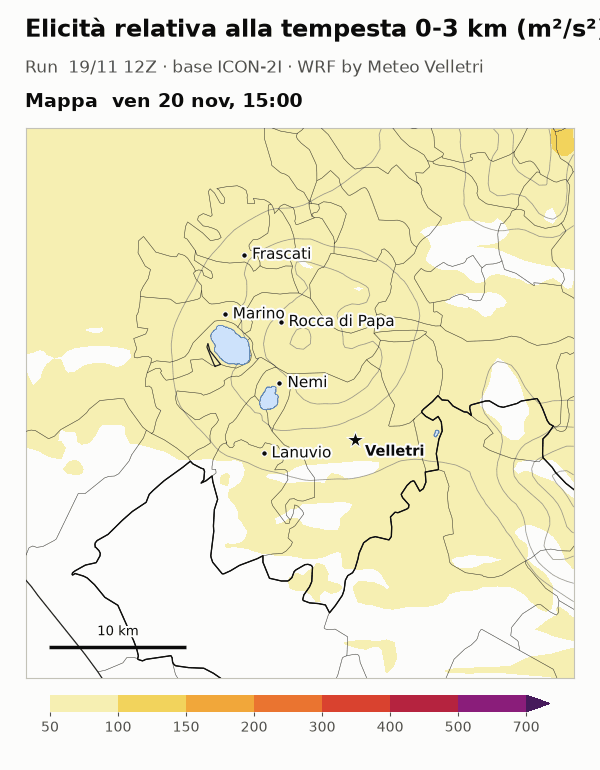 Elicità relativa alla tempesta 0-3 km (m²/s²)
Run 19/11 12Z · base ICON-2I · WRF by Meteo Velletri
Mappa ven 20 nov, 15:00
Frascati
Marino
Rocca di Papa
Nemi
Velletri
Lanuvio
10 km
50 100 150 200 300 400 500 700